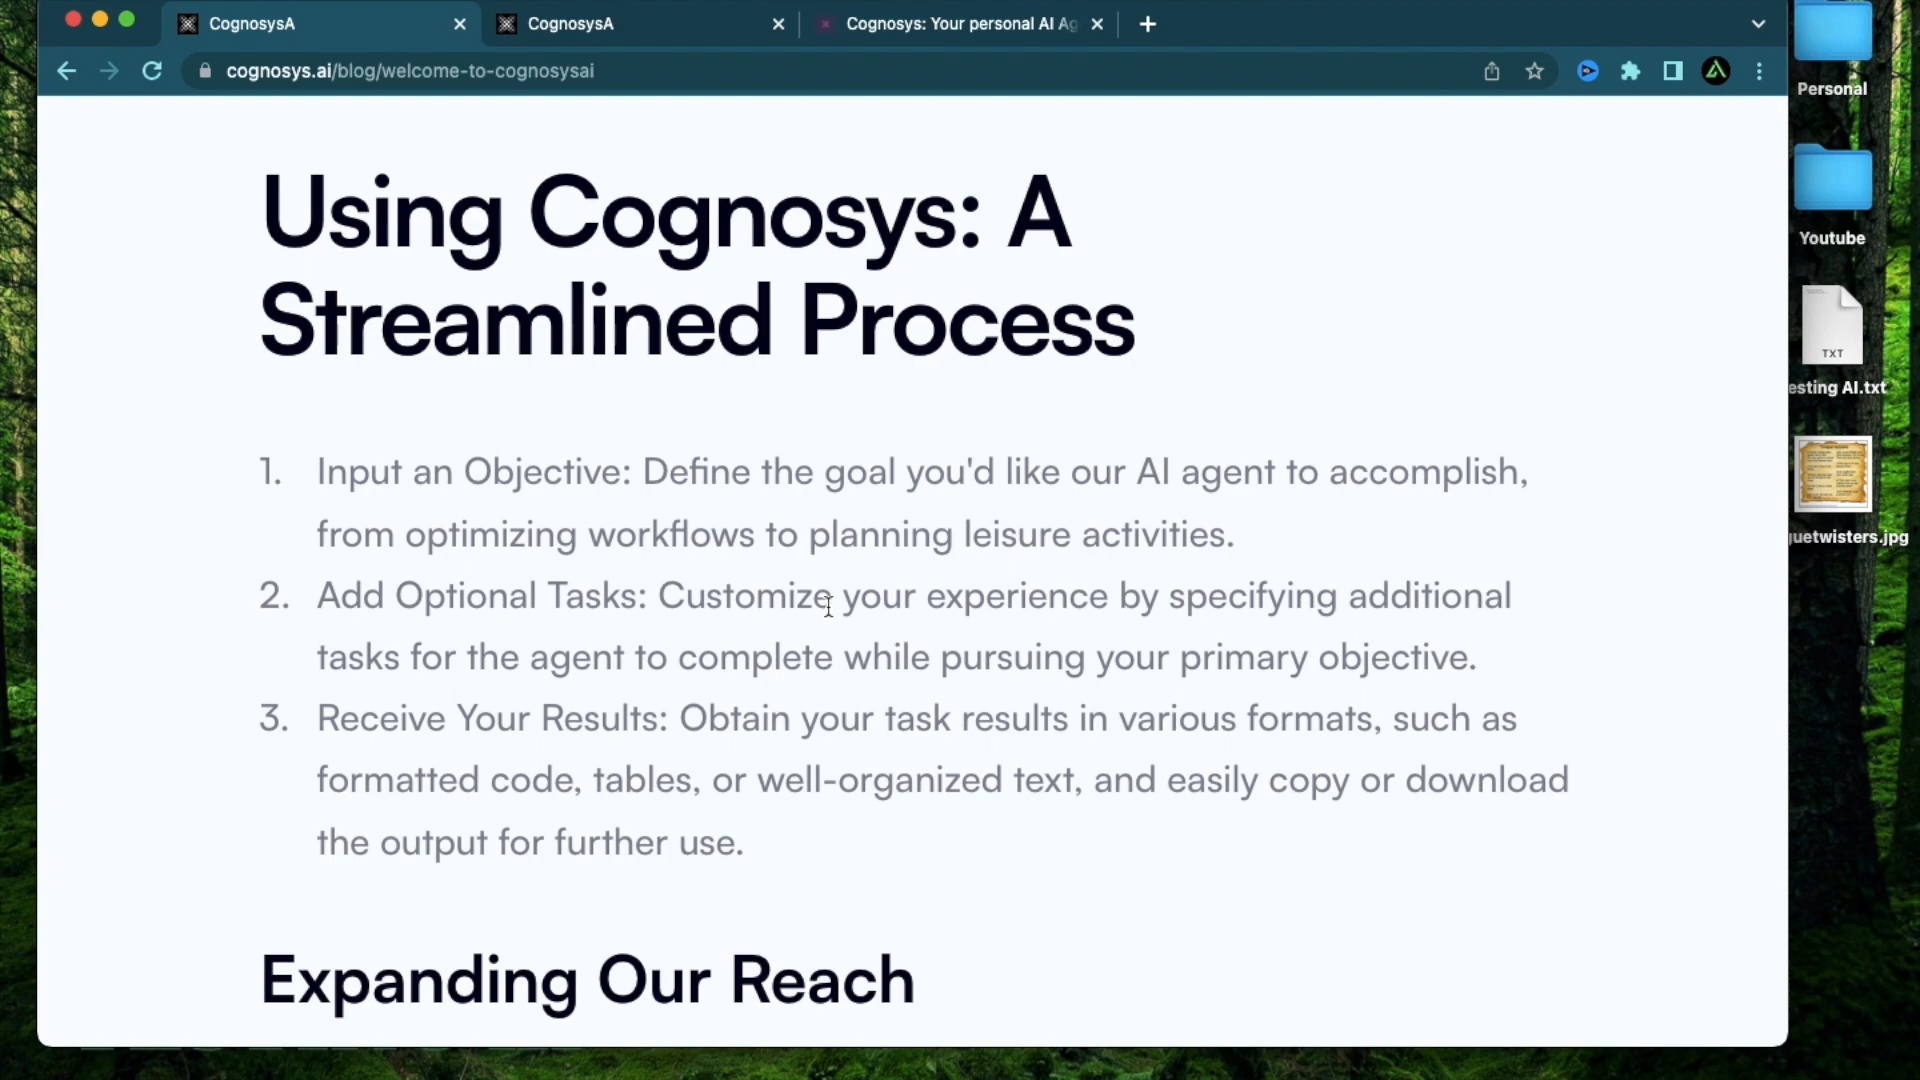 CognosysA
CognosysA
Cognosys: Your personal AI Ag
cognosys.ai/blog/welcome-to-cognosysai
Personal
Youtube
TXT
esting AI.txt
guetwisters.jpg
Using Cognosys: A
Streamlined Process
1. Input an Objective: Define the goal you'd like our AI agent to accomplish,
from optimizing workflows to planning leisure activities.
2. Add Optional Tasks: Customize your experience by specifying additional
tasks for the agent to complete while pursuing your primary objective.
3. Receive Your Results: Obtain your task results in various formats, such as
formatted code, tables, or well-organized text, and easily copy or download
the output for further use.
Expanding Our Reach